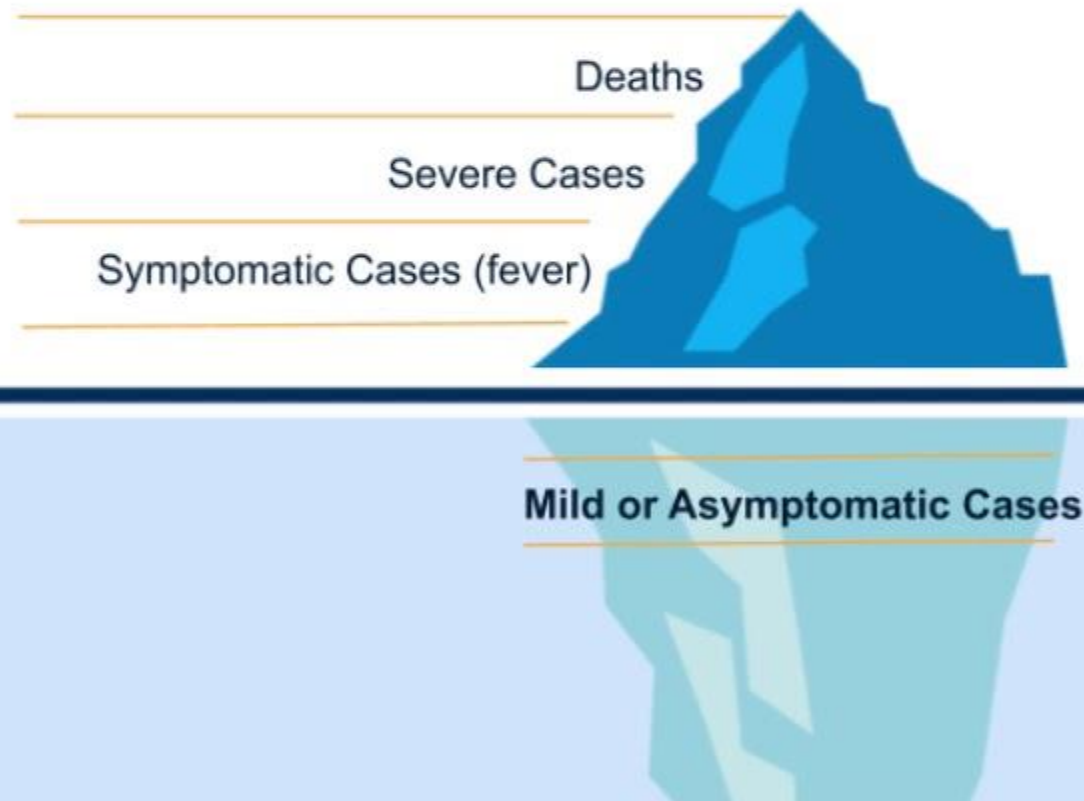 Deaths
Severe Cases
Symptomatic Cases (fever)
Mild or Asymptomatic Cases